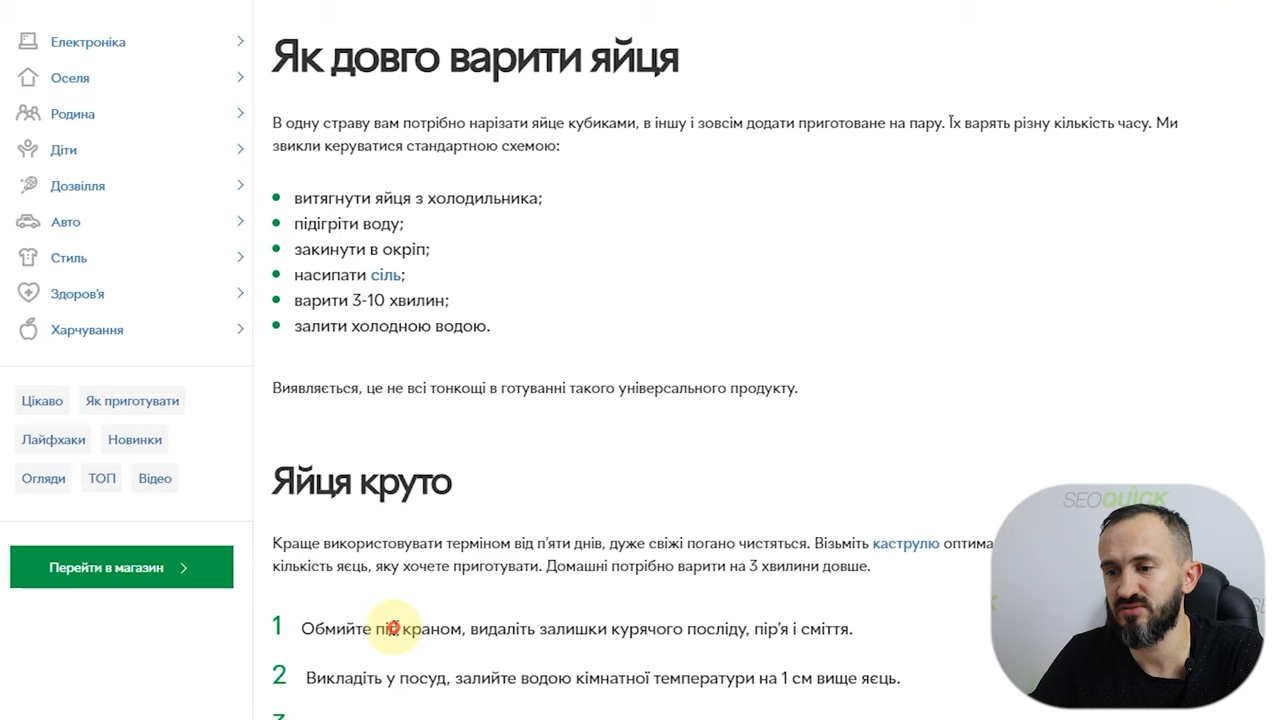 Електроніка
Оселя
Родина
Діти
Дозвілля
Авто
Стиль
Здоров'я
Харчування
Цікаво
Як приготувати
Лайфхаки
Новинки
Огляди
ТОП
Відео
Перейти в магазин
Як довго варити яйця
В одну страву вам потрібно нарізати яйце кубиками, в іншу і зовсім додати приготоване на пару. Їх варять різну кількість часу. Ми
звикли керуватися стандартною схемою:
витягнути яйця з холодильника;
підігріти воду;
закинути в окріп;
насипати сіль;
варити 3-10 хвилин;
залити холодною водою.
Виявляється, це не всі тонкощі в готуванні такого універсального продукту.
Яйця круто
Краще використовувати терміном від п'яти днів, дуже свіжі погано чистяться. Візьміть каструлю оптима
кількість яєць, яку хочете приготувати. Домашні потрібно варити на 3 хвилини довше.
1 Обмийте під краном, видаліть залишки курячого посліду, пір'я і сміття.
2 Викладіть у посуд, залийте водою кімнатної температури на 1 см вище яєць.
SEOQUICK